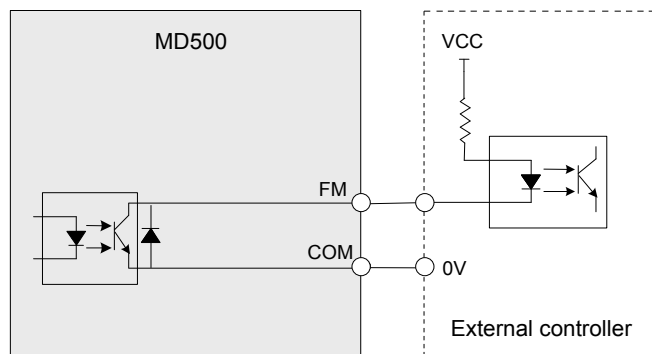 MD500
VCC
FM
COM
0V
External controller